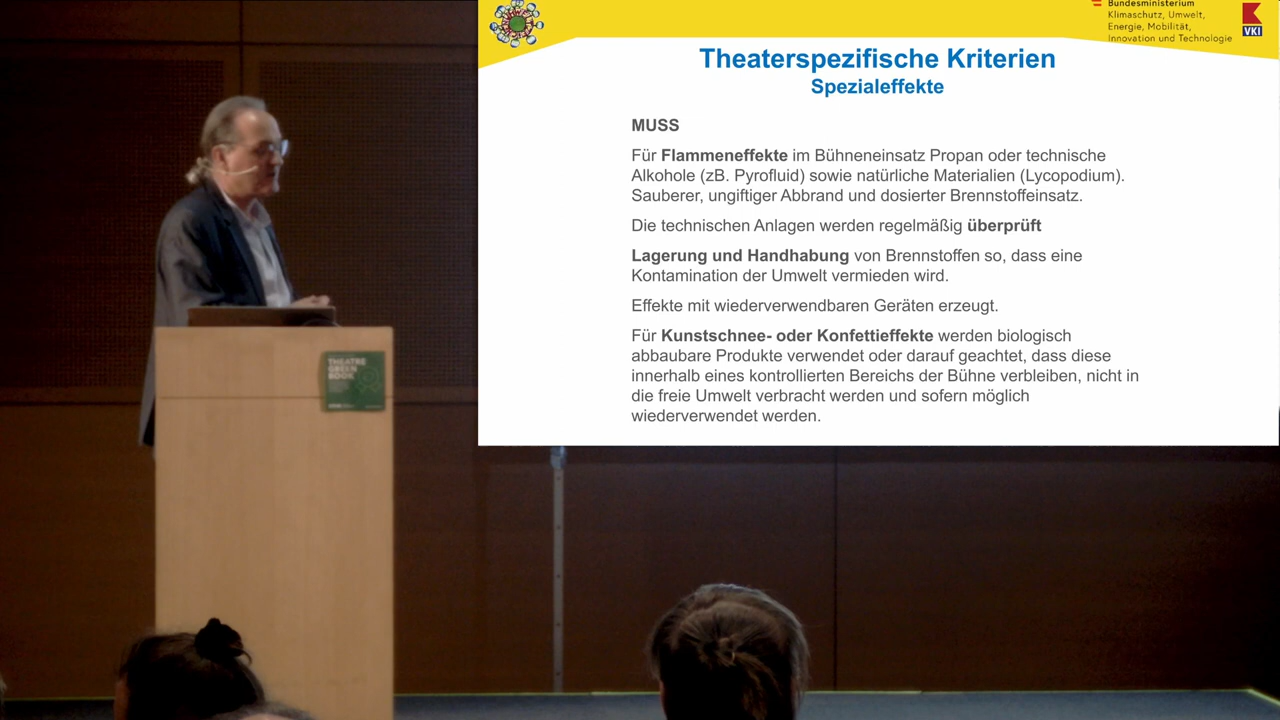 Bundesministerium
Klimaschutz, Umwelt,
Energie, Mobilität,
Innovation und Technologie
VKI
Theaterspezifische Kriterien
Spezialeffekte
MUSS
Für Flammeneffekte im Bühneneinsatz Propan oder technische
Alkohole (zB. Pyrofluid) sowie natürliche Materialien (Lycopodium).
Sauberer, ungiftiger Abbrand und dosierter Brennstoffeinsatz.
Die technischen Anlagen werden regelmäßig überprüft
Lagerung und Handhabung von Brennstoffen so, dass eine
Kontamination der Umwelt vermieden wird.
Effekte mit wiederverwendbaren Geräten erzeugt.
Für Kunstschnee- oder Konfettieffekte werden biologisch
abbaubare Produkte verwendet oder darauf geachtet, dass diese
innerhalb eines kontrollierten Bereichs der Bühne verbleiben, nicht in
die freie Umwelt verbracht werden und sofern möglich
wiederverwendet werden.
THEATRE
GREEN
BOOK